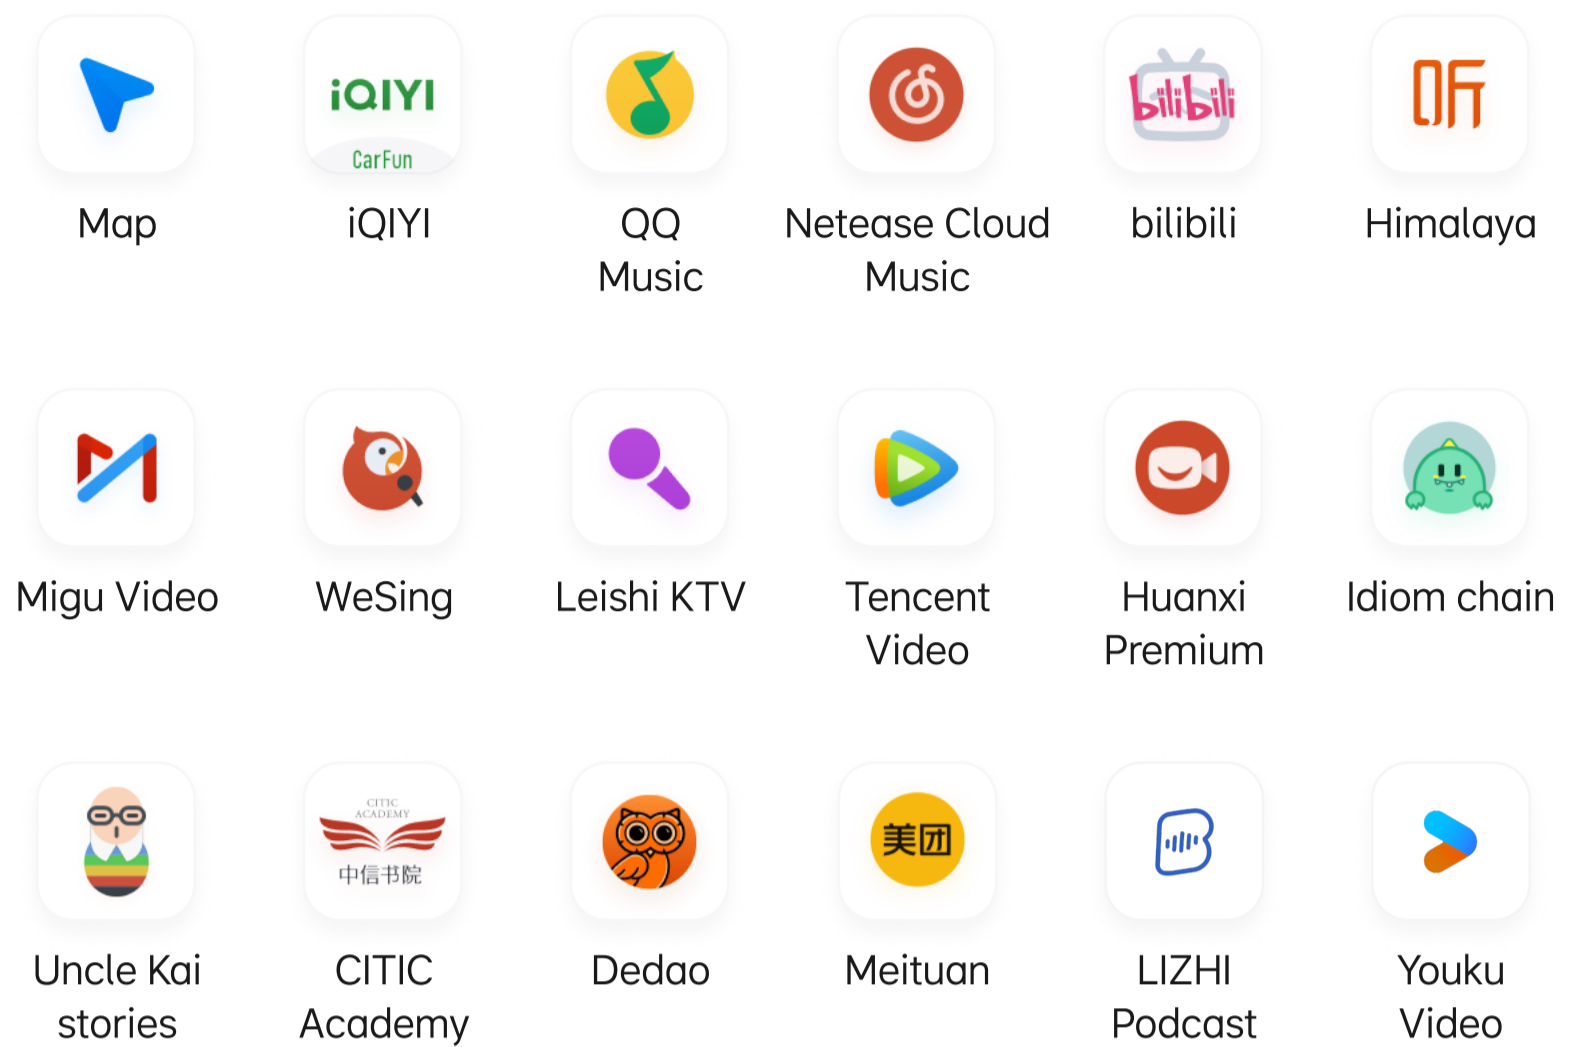 iQIYI
CarFun
bilibili
听
Map
iQIYI
QQ
Music
Netease Cloud
Music
bilibili
Himalaya
Migu Video
WeSing
Leishi KTV
Tencent
Video
Huanxi
Premium
Idiom chain
CITIC
ACADEMY
中信书院
美团
Uncle Kai
stories
CITIC
Academy
Dedao
Meituan
LIZHI
Podcast
Youku
Video